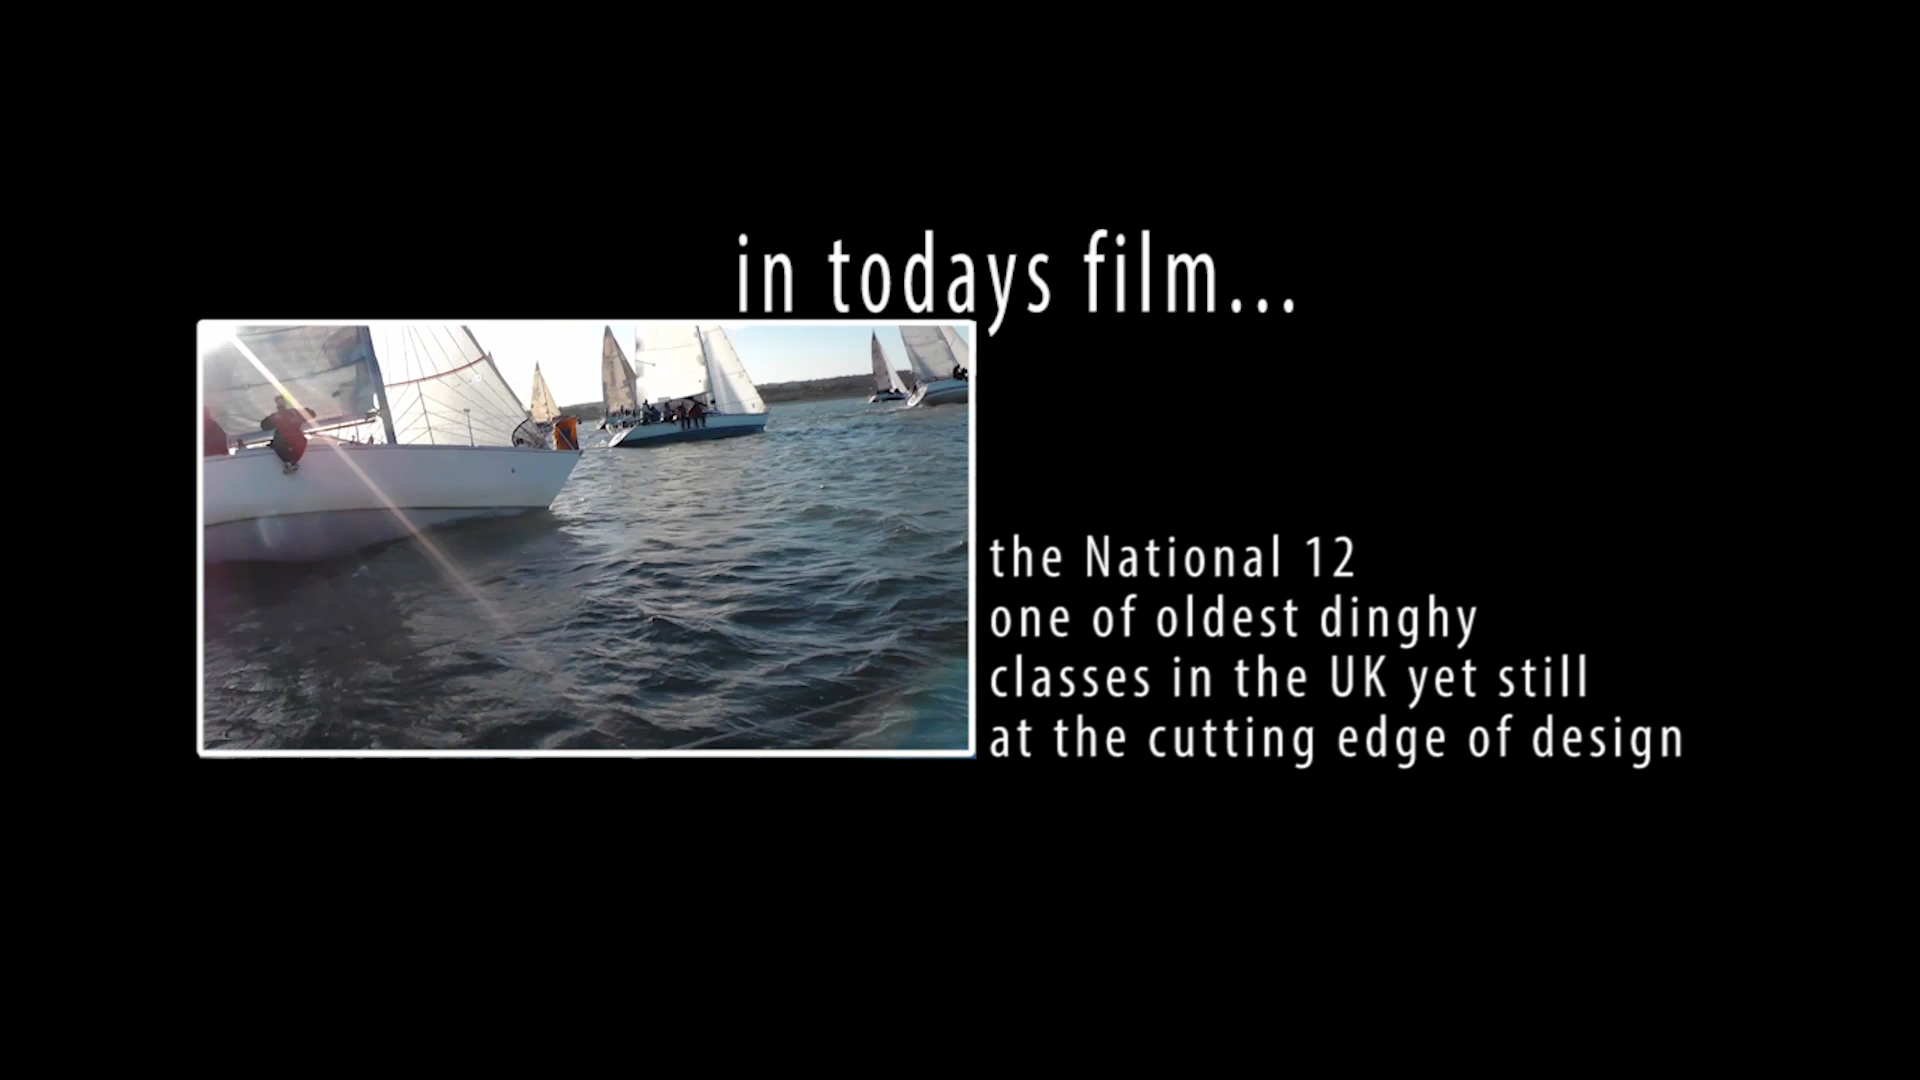 in todays film...
the National 12
one of oldest dinghy
classes in the UK yet still
at the cutting edge of design